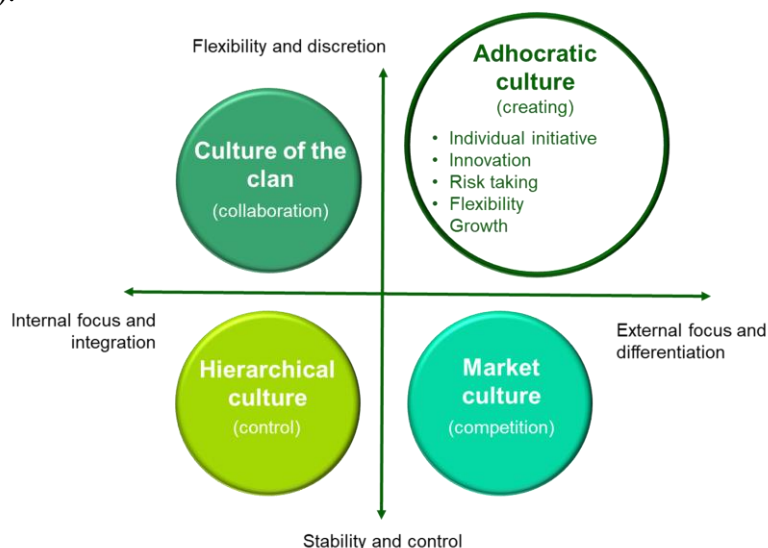 ).
Flexibility and discretion
Adhocratic
culture
(creating)
• Individual initiative
• Innovation
• Risk taking
• Flexibility
Growth
Culture of the
clan
(collaboration)
Internal focus and
integration
External focus and
differentiation
Hierarchical
culture
(control)
Market
culture
(competition)
Stability and control